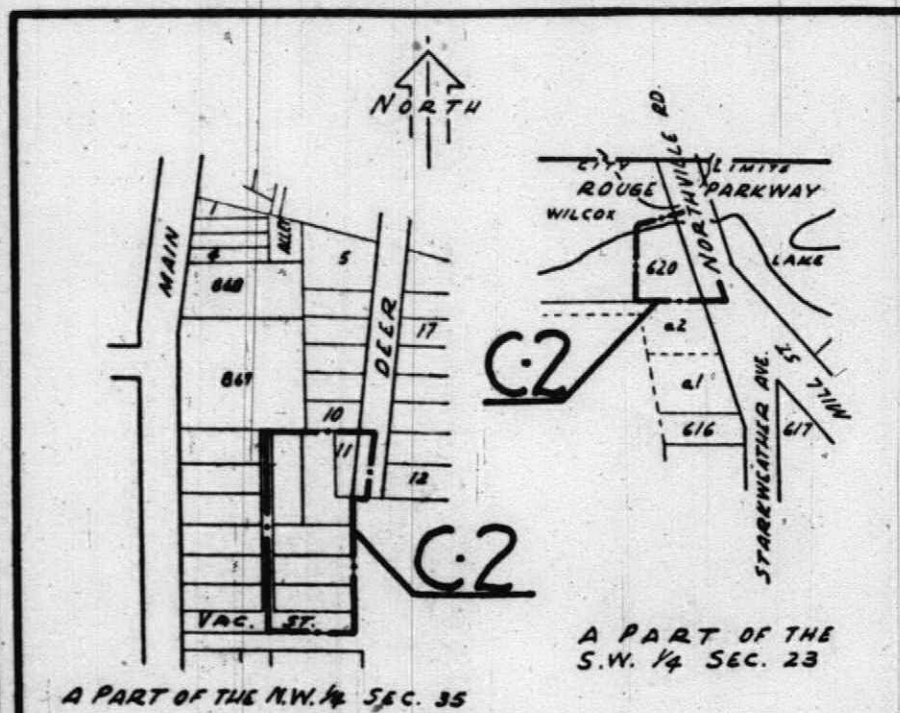 NORTH
MAIN
1
4
ALLEY
5
868
867
DEER
17
10
11
12
C-2
VAC. ST.
A PART OF THE N.W. 1/4 SEC. 35
CITY LIMITS
ROUGE PARKWAY
WILCOX LAKE
NORTHVILLE RD.
620
a2
a1
616
617
MILL ST.
STARKWEATHER AVE.
C-2
A PART OF THE
S.W. 1/4 SEC. 23